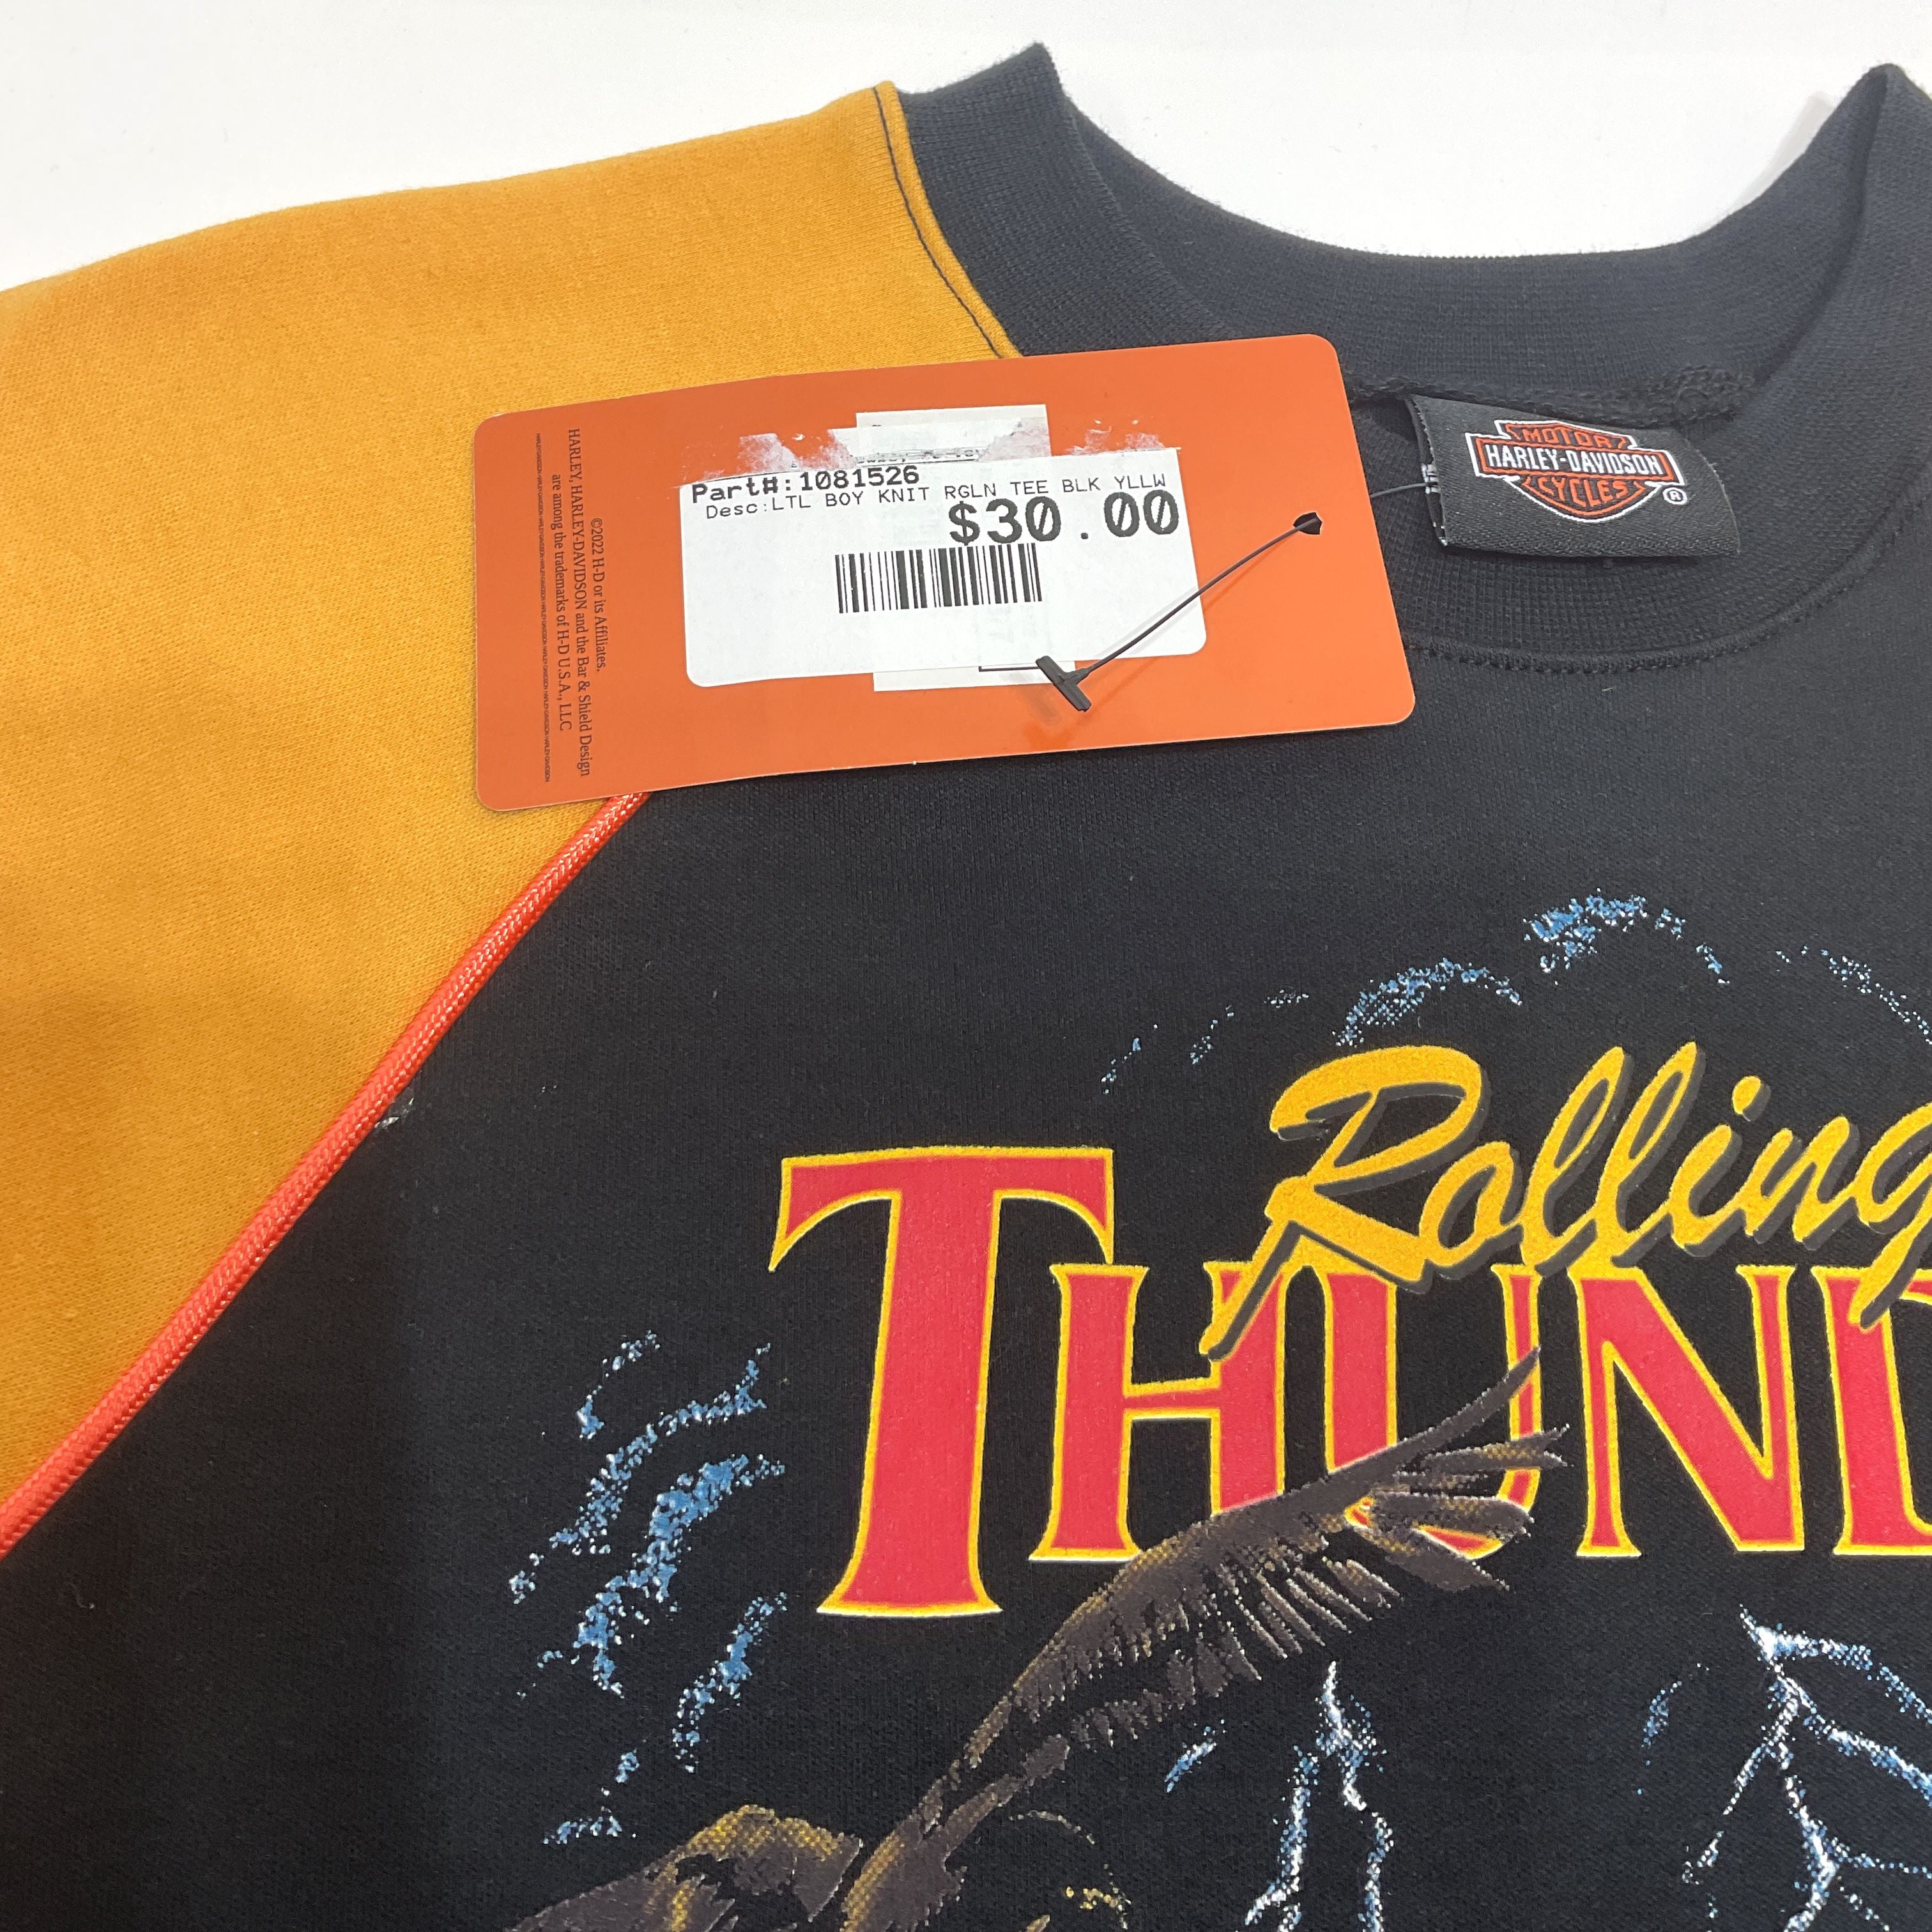 Part#:1081526
Desc:LTL BOY KNIT RGLN TEE BLK YLLW
$30.00
©2022 H-D or its Affiliates.
HARLEY, HARLEY-DAVIDSON and the Bar & Shield Design
are among the trademarks of H-D U.S.A., LLC
MOTOR
HARLEY-DAVIDSON
CYCLES
®
Rolling
THUND